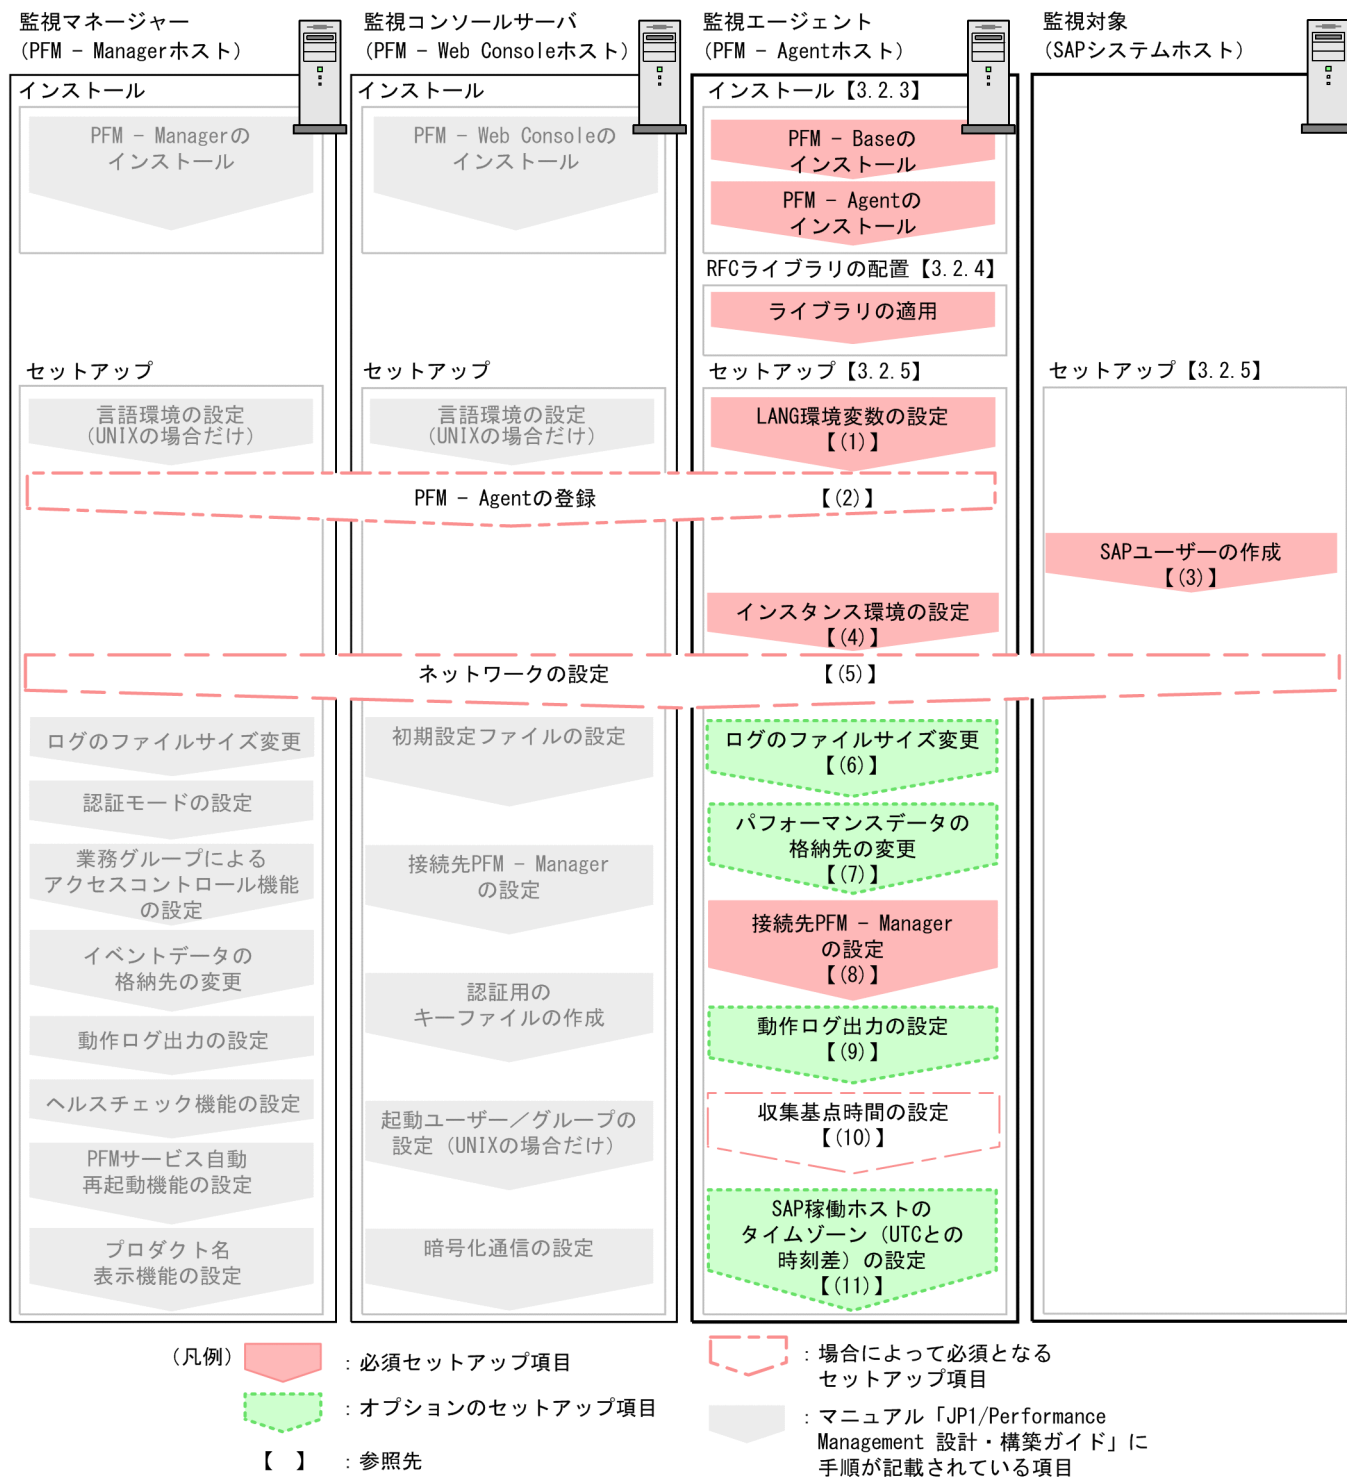 監視マネージャー
(PFM - Managerホスト)
監視コンソールサーバ
(PFM - Web Consoleホスト)
監視エージェント
(PFM - Agentホスト)
監視対象
(SAPシステムホスト)
インストール
PFM - Managerの
インストール
インストール
PFM - Web Consoleの
インストール
インストール【3.2.3】
PFM - Baseの
インストール
PFM - Agentの
インストール
RFCライブラリの配置【3.2.4】
ライブラリの適用
セットアップ
言語環境の設定
(UNIXの場合だけ)
セットアップ
言語環境の設定
(UNIXの場合だけ)
セットアップ【3.2.5】
LANG環境変数の設定
【(1)】
セットアップ【3.2.5】
PFM - Agentの登録
【(2)】
SAPユーザーの作成
【(3)】
インスタンス環境の設定
【(4)】
ネットワークの設定
【(5)】
ログのファイルサイズ変更
認証モードの設定
業務グループによる
アクセスコントロール機能
の設定
イベントデータの
格納先の変更
動作ログ出力の設定
ヘルスチェック機能の設定
PFMサービス自動
再起動機能の設定
プロダクト名
表示機能の設定
初期設定ファイルの設定
接続先PFM - Manager
の設定
認証用の
キーファイルの作成
起動ユーザー／グループの
設定（UNIXの場合だけ）
暗号化通信の設定
ログのファイルサイズ変更
【(6)】
パフォーマンスデータの
格納先の変更
【(7)】
接続先PFM - Manager
の設定
【(8)】
動作ログ出力の設定
【(9)】
収集基点時間の設定
【(10)】
SAP稼働ホストの
タイムゾーン（UTCとの
時刻差）の設定
【(11)】
（凡例）
：必須セットアップ項目
：オプションのセットアップ項目
【　】：参照先
：場合によって必須となる
セットアップ項目
：マニュアル「JP1/Performance
Management 設計・構築ガイド」に
手順が記載されている項目